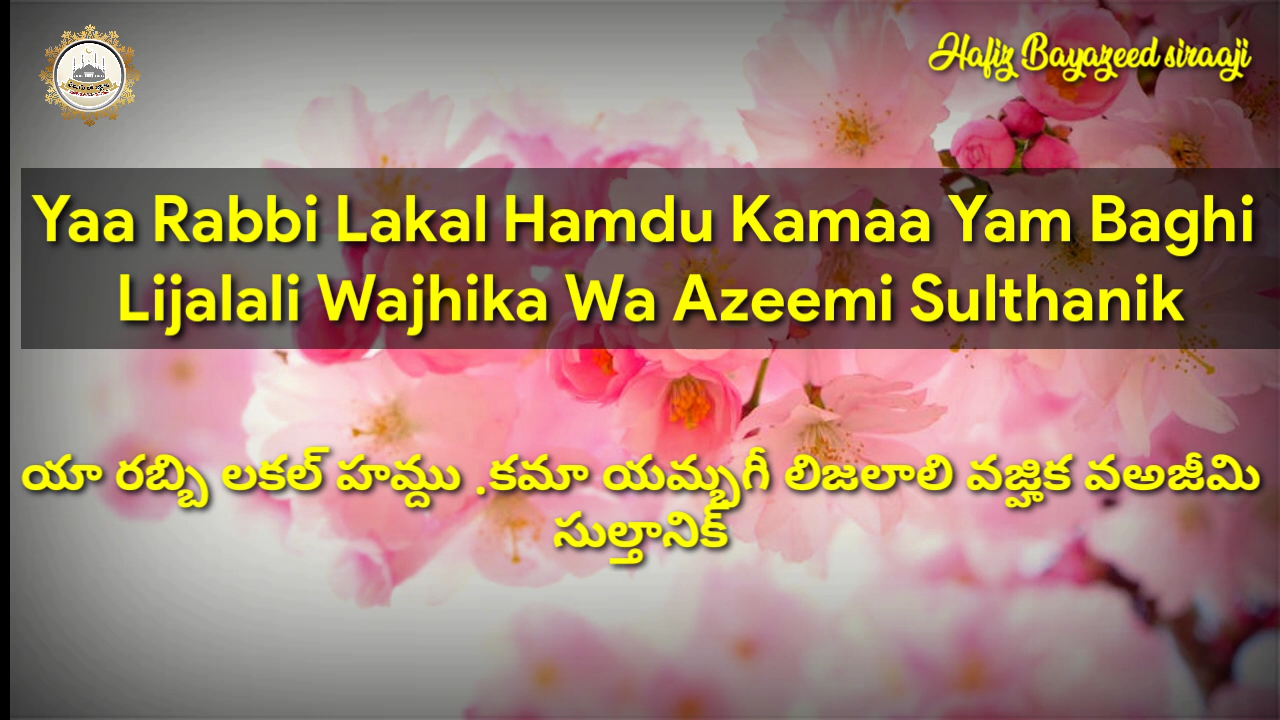 Hafiz Bayazeed siraaji
Yaa Rabbi Lakal Hamdu Kamaa Yam Baghi
Lijalali Wajhika Wa Azeemi Sulthanik
యా రబ్బి లకల్ హమ్దు .కమా యమ్బగీ లిజలాలి వజ్హిక వఅజీమి
సుల్తానిక్